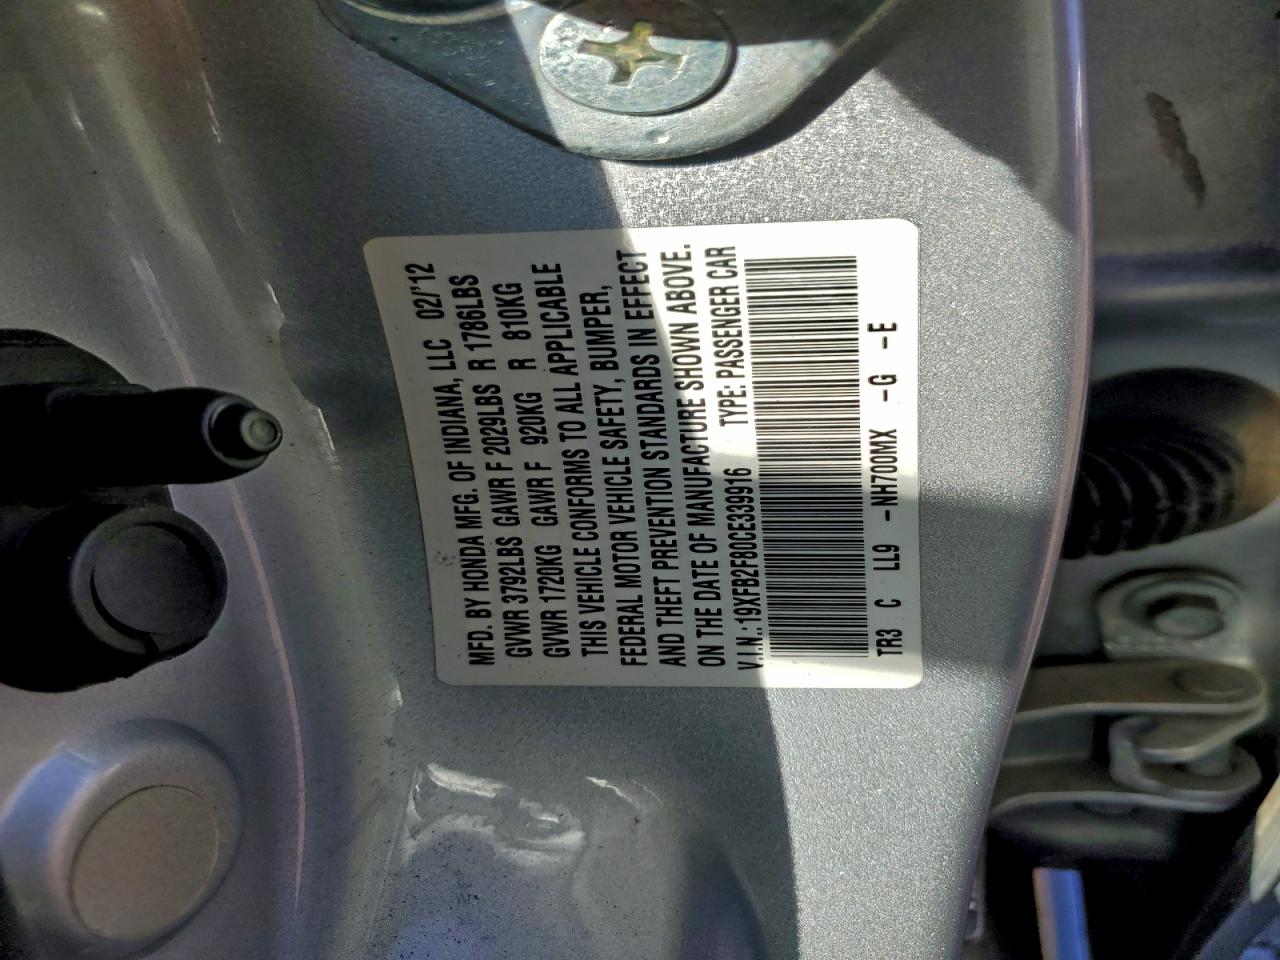 MFD. BY HONDA MFG. OF INDIANA, LLC 02/'12
GVWR 3792LBS GAWR F 2029LBS R 1786LBS
GVWR 1720KG GAWR F 920KG R 810KG
THIS VEHICLE CONFORMS TO ALL APPLICABLE
FEDERAL MOTOR VEHICLE SAFETY, BUMPER,
AND THEFT PREVENTION STANDARDS IN EFFECT
ON THE DATE OF MANUFACTURE SHOWN ABOVE.
V.I.N.:19XFB2F80CE339916 TYPE: PASSENGER CAR
TR3 C LL9 -NH700MX -G -E